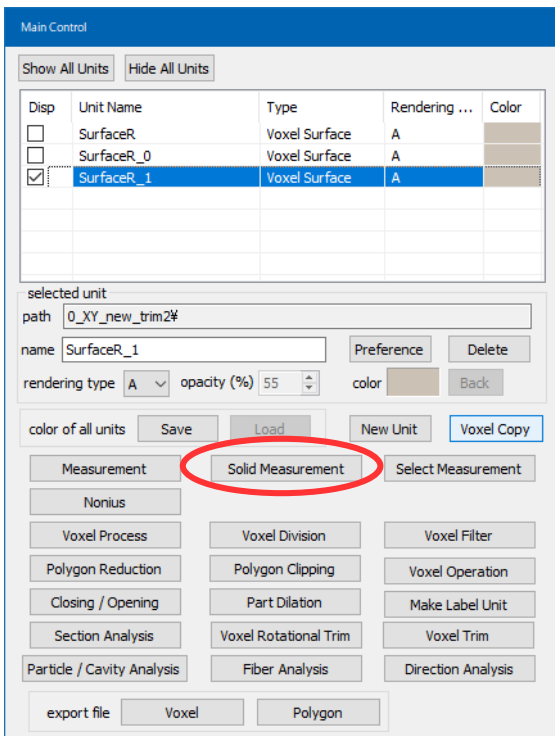 Main Control
Show All Units Hide All Units
Disp Unit Name Type Rendering ... Color
SurfaceR Voxel Surface A
SurfaceR_0 Voxel Surface A
SurfaceR_1 Voxel Surface A
selected unit
path 0_XY_new_trim2¥
name SurfaceR_1 Preference Delete
rendering type A opacity (%) 55 color Back
color of all units Save Load New Unit Voxel Copy
Measurement Solid Measurement Select Measurement
Nonius
Voxel Process Voxel Division Voxel Filter
Polygon Reduction Polygon Clipping Voxel Operation
Closing / Opening Part Dilation Make Label Unit
Section Analysis Voxel Rotational Trim Voxel Trim
Particle / Cavity Analysis Fiber Analysis Direction Analysis
export file Voxel Polygon